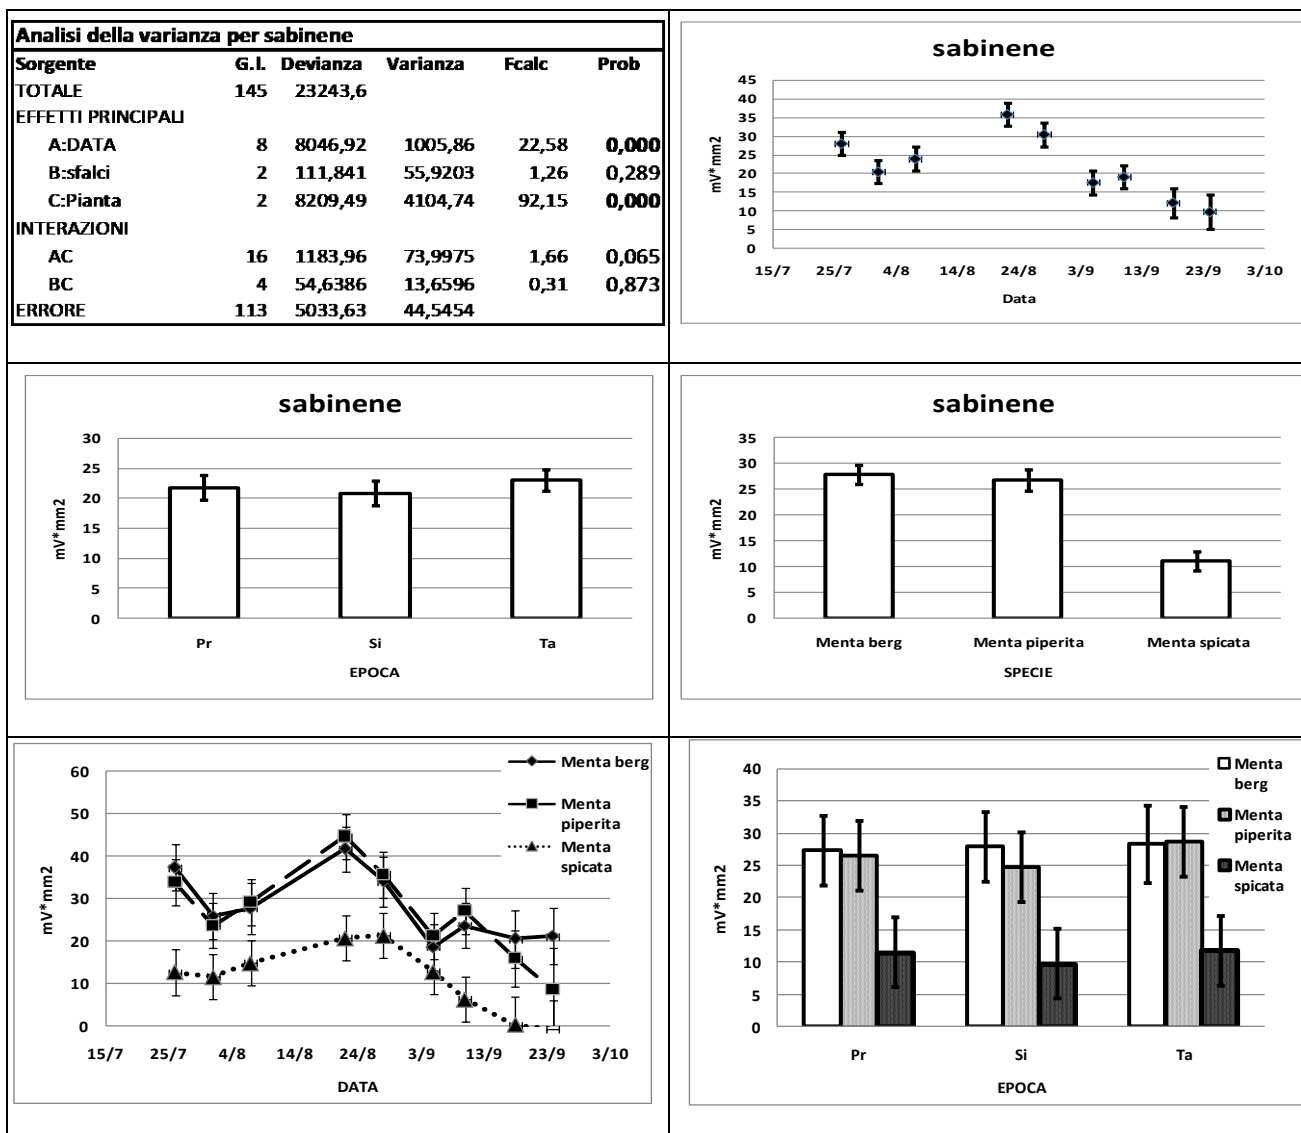 Analisi della varianza per sabinene
Sorgente G.l. Devianza Varianza Fcalc Prob
TOTALE 145 23243,6
EFFETTI PRINCIPALI
A:DATA 8 8046,92 1005,86 22,58 0,000
B:sfalci 2 111,841 55,9203 1,26 0,289
C:Pianta 2 8209,49 4104,74 92,15 0,000
INTERAZIONI
AC 16 1183,96 73,9975 1,66 0,065
BC 4 54,6386 13,6596 0,31 0,873
ERRORE 113 5033,63 44,5454
sabinene
mV*mm2
45
40
35
30
25
20
15
10
5
0
15/7 25/7 4/8 14/8 24/8 3/9 13/9 23/9 3/10
Data
sabinene
mV*mm2
30
25
20
15
10
5
0
Pr Si Ta
EPOCA
sabinene
mV*mm2
35
30
25
20
15
10
5
0
Menta berg Menta piperita Menta spicata
SPECIE
mV*mm2
60
50
40
30
20
10
0
15/7 25/7 4/8 14/8 24/8 3/9 13/9 23/9 3/10
DATA
Menta berg
Menta
piperita
Menta
spicata
mV*mm2
40
35
30
25
20
15
10
5
0
Pr Si Ta
EPOCA
Menta
berg
Menta
piperita
Menta
spicata